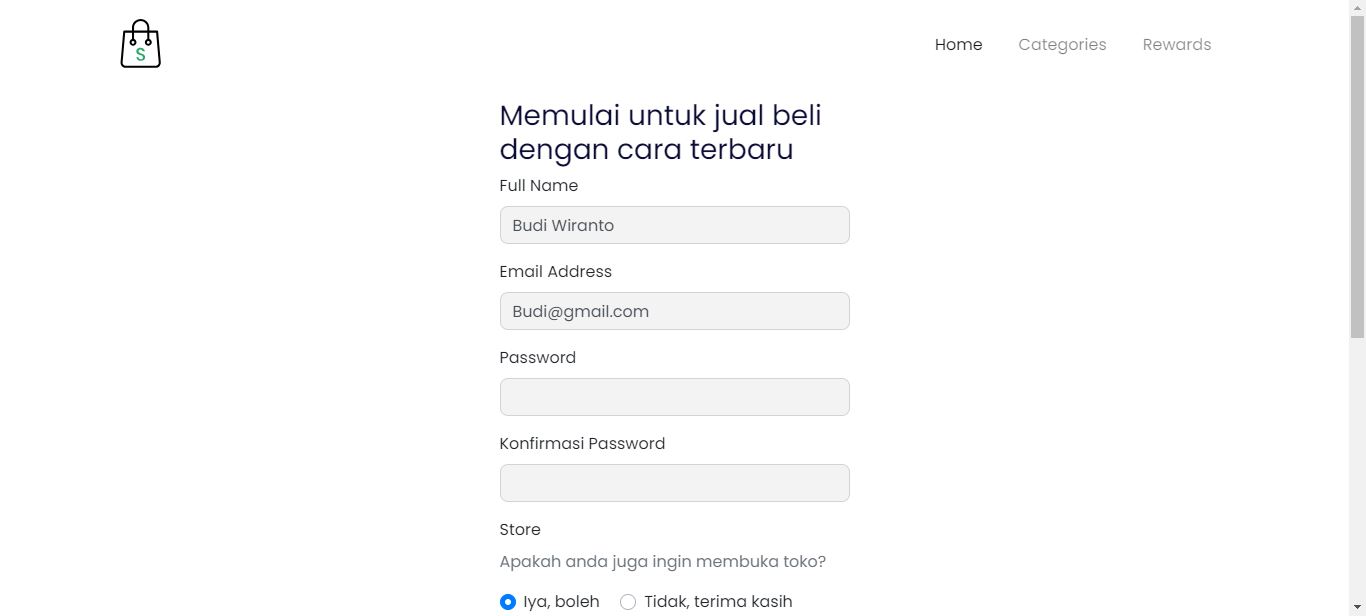 S
Home Categories Rewards
Memulai untuk jual beli
dengan cara terbaru
Full Name
Budi Wiranto
Email Address
Budi@gmail.com
Password
Konfirmasi Password
Store
Apakah anda juga ingin membuka toko?
Iya, boleh Tidak, terima kasih